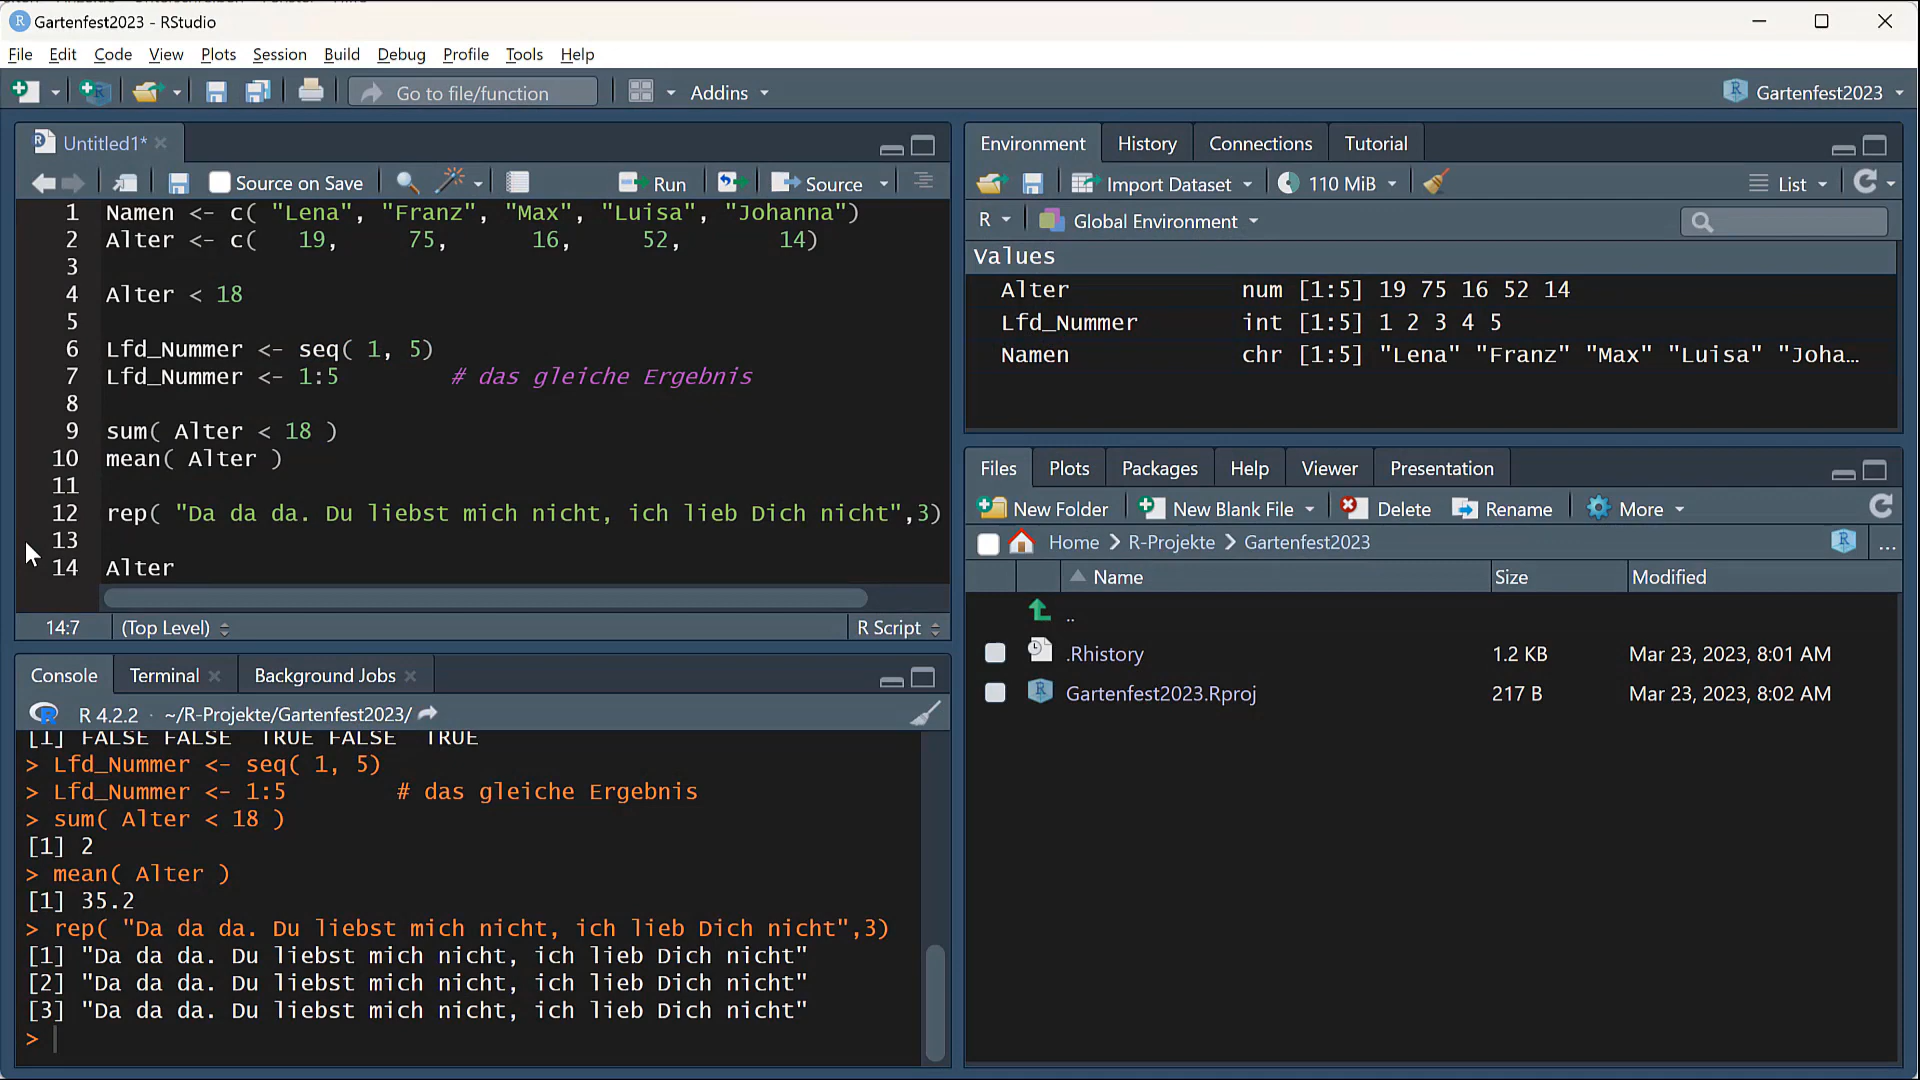 Gartenfest2023 - RStudio
File Edit Code View Plots Session Build Debug Profile Tools Help
Go to file/function
Addins
Gartenfest2023
Untitled1*
Source on Save
Run
Source
1 Namen <- c( "Lena", "Franz", "Max", "Luisa", "Johanna")
2 Alter <- c( 19, 75, 16, 52, 14)
3
4 Alter < 18
5
6 Lfd_Nummer <- seq( 1, 5)
7 Lfd_Nummer <- 1:5 # das gleiche Ergebnis
8
9 sum( Alter < 18 )
10 mean( Alter )
11
12 rep( "Da da da. Du liebst mich nicht, ich lieb Dich nicht",3)
13
14 Alter
14:7 (Top Level) R Script
Console Terminal Background Jobs
R 4.2.2 · ~/R-Projekte/Gartenfest2023/
[1] FALSE FALSE TRUE FALSE TRUE
> Lfd_Nummer <- seq( 1, 5)
> Lfd_Nummer <- 1:5 # das gleiche Ergebnis
> sum( Alter < 18 )
[1] 2
> mean( Alter )
[1] 35.2
> rep( "Da da da. Du liebst mich nicht, ich lieb Dich nicht",3)
[1] "Da da da. Du liebst mich nicht, ich lieb Dich nicht"
[2] "Da da da. Du liebst mich nicht, ich lieb Dich nicht"
[3] "Da da da. Du liebst mich nicht, ich lieb Dich nicht"
>
Environment History Connections Tutorial
Import Dataset 110 MiB List
R Global Environment
Values
Alter num [1:5] 19 75 16 52 14
Lfd_Nummer int [1:5] 1 2 3 4 5
Namen chr [1:5] "Lena" "Franz" "Max" "Luisa" "Joha…
Files Plots Packages Help Viewer Presentation
New Folder New Blank File Delete Rename More
Home R-Projekte Gartenfest2023 ...
Name Size Modified
..
.Rhistory 1.2 KB Mar 23, 2023, 8:01 AM
Gartenfest2023.Rproj 217 B Mar 23, 2023, 8:02 AM